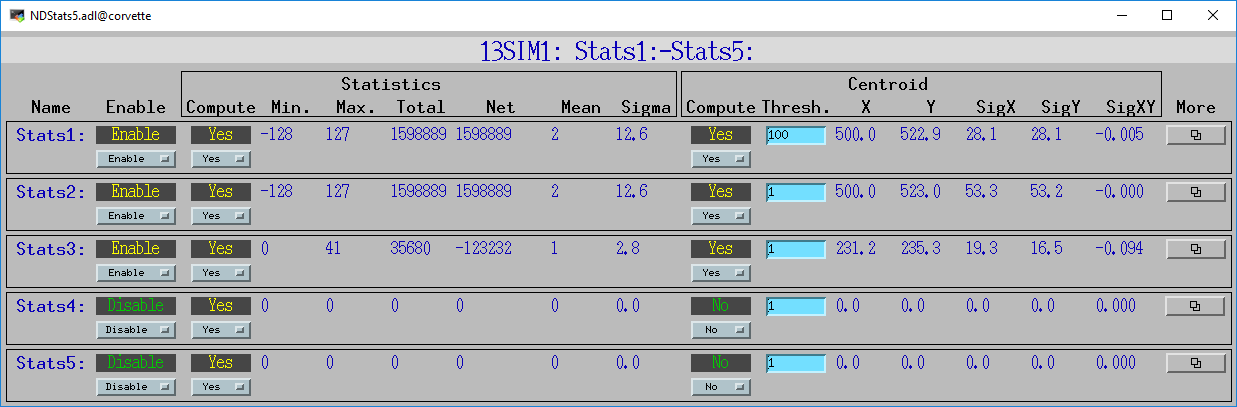 NDStats5.adl@corvette
13SIM1: Stats1:-Stats5:
Statistics Centroid
Name Enable Compute Min. Max. Total Net Mean Sigma Compute Thresh. X Y SigX SigY SigXY More
Stats1: Enable Yes -128 127 1598889 1598889 2 12.6 Yes 100 500.0 522.9 28.1 28.1 -0.005
Enable Yes Yes
Stats2: Enable Yes -128 127 1598889 1598889 2 12.6 Yes 1 500.0 523.0 53.3 53.2 -0.000
Enable Yes Yes
Stats3: Enable Yes 0 41 35680 -123232 1 2.8 Yes 1 231.2 235.3 19.3 16.5 -0.094
Enable Yes Yes
Stats4: Disable Yes 0 0 0 0 0 0.0 No 1 0.0 0.0 0.0 0.0 0.000
Disable Yes No
Stats5: Disable Yes 0 0 0 0 0 0.0 No 1 0.0 0.0 0.0 0.0 0.000
Disable Yes No